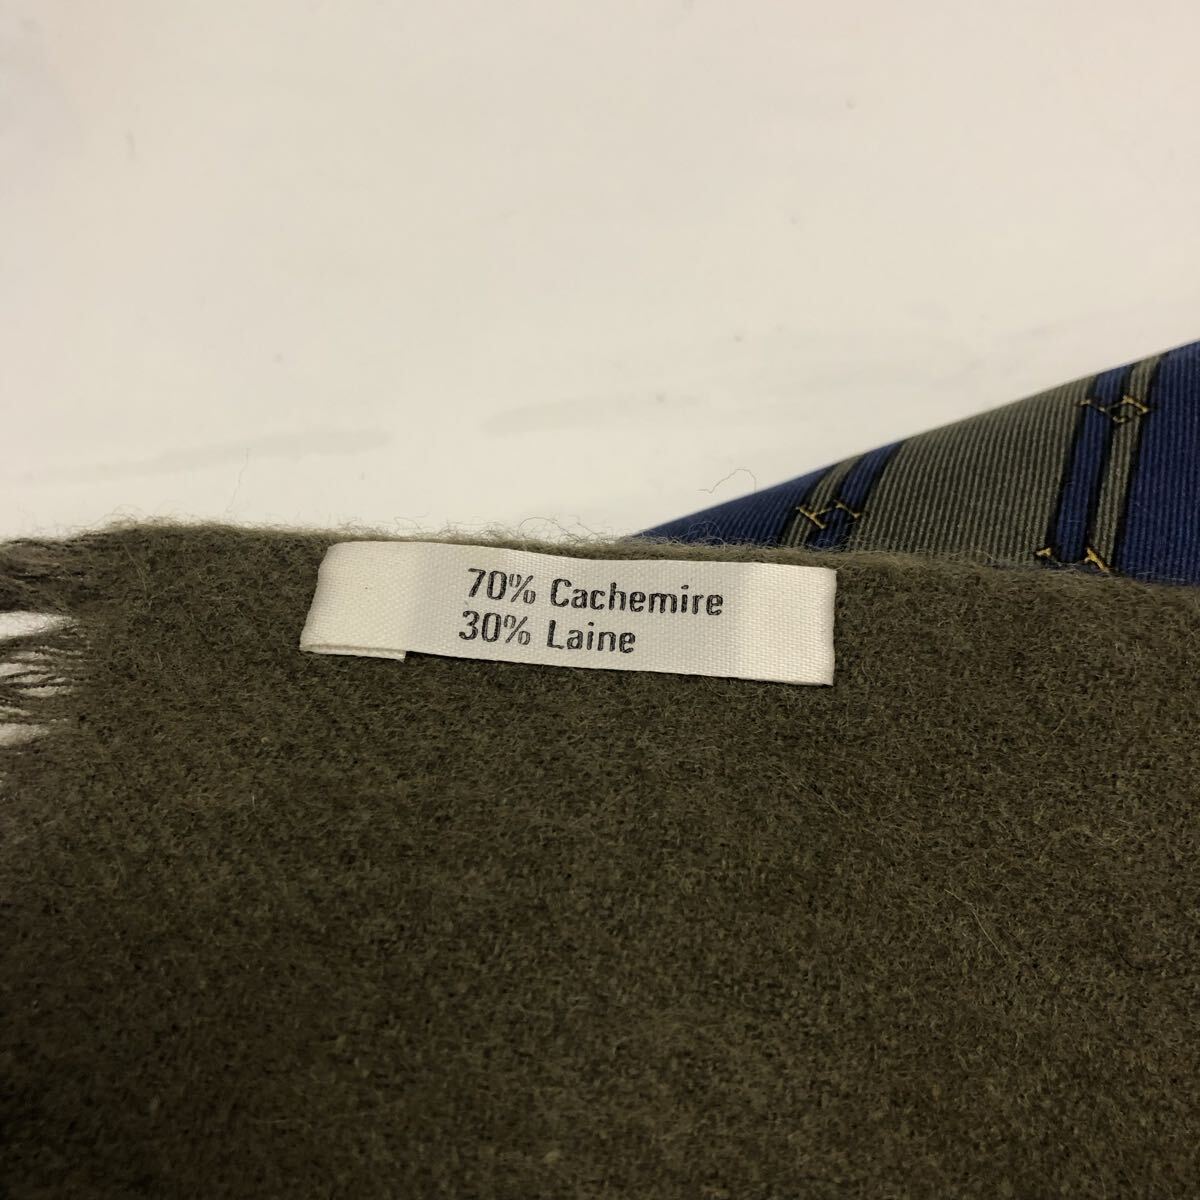 70% Cachemire
30% Laine